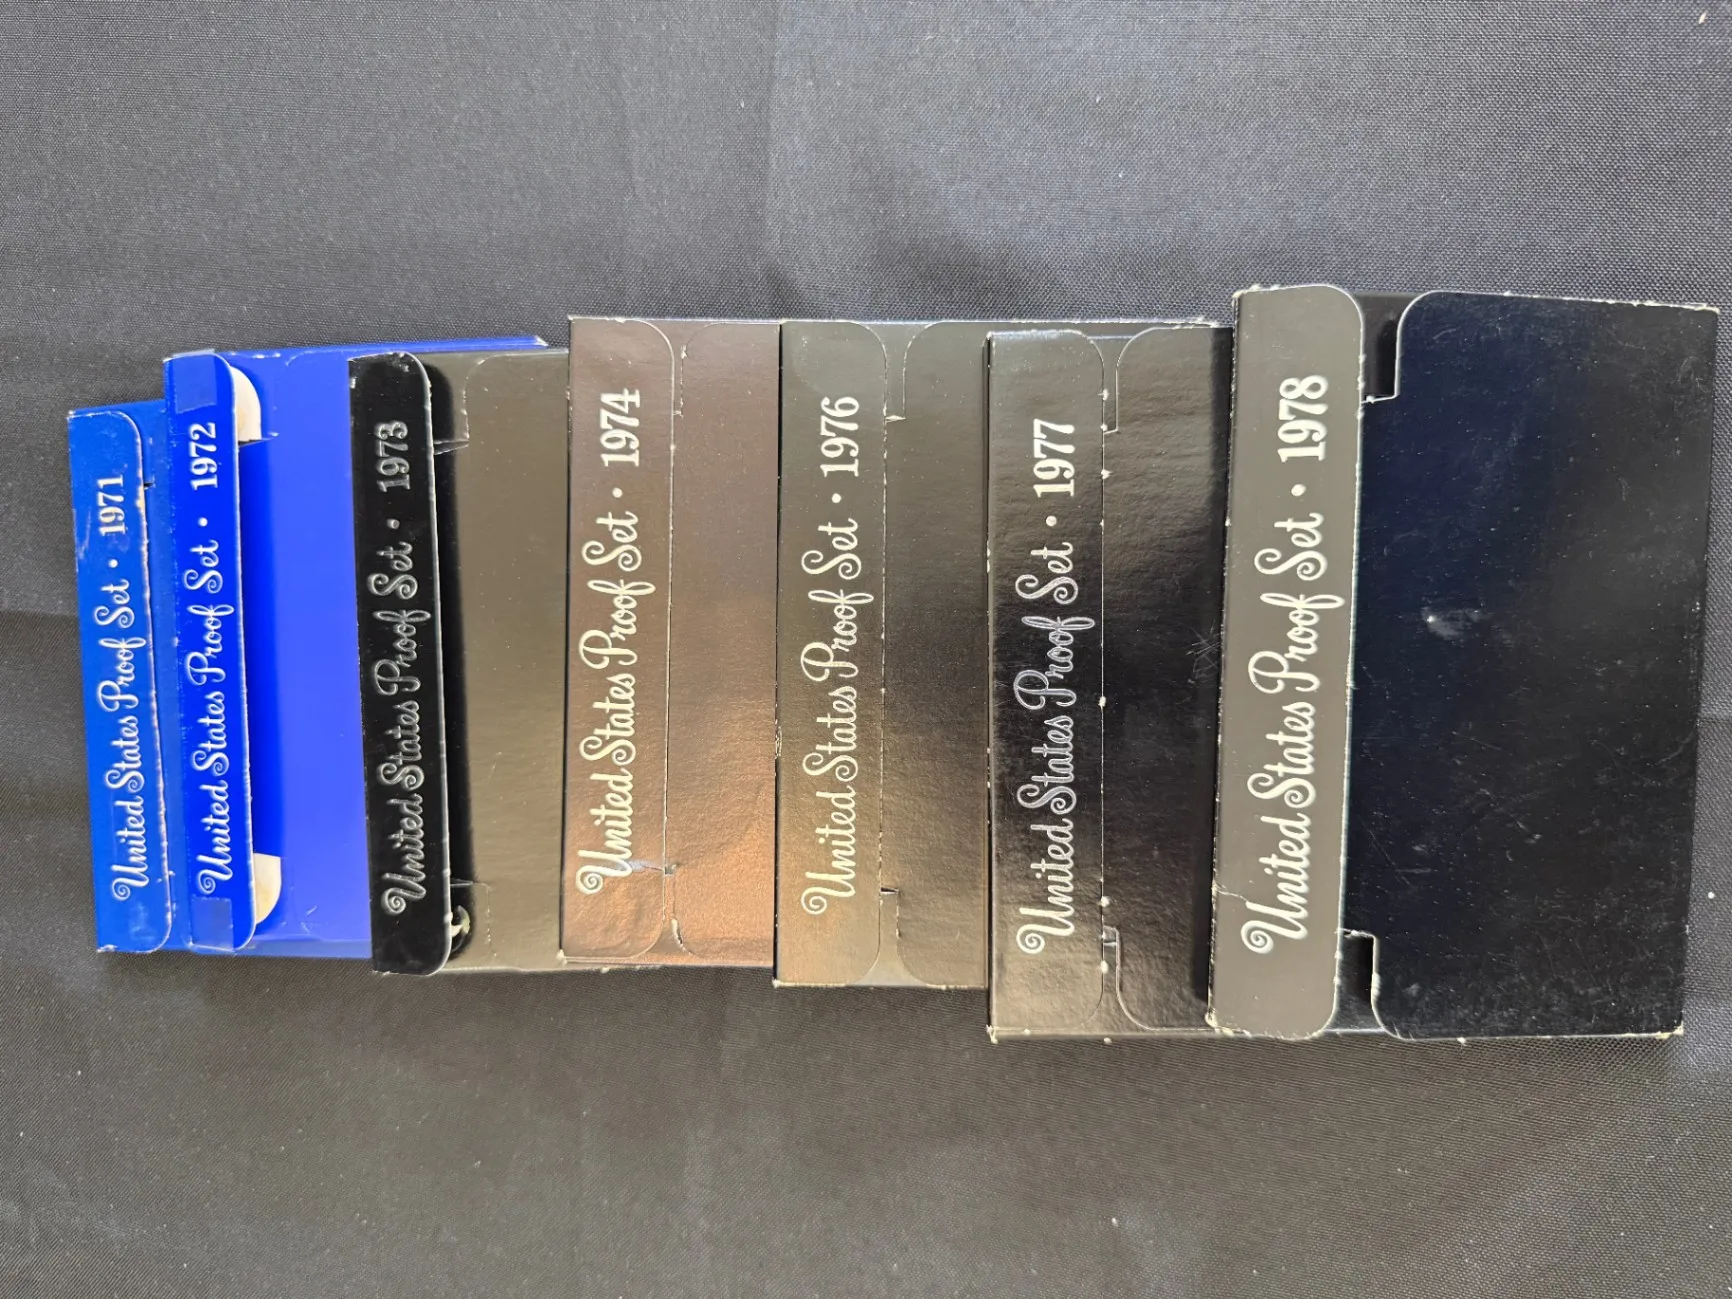 United States Proof Set • 1971
United States Proof Set • 1972
United States Proof Set • 1973
United States Proof Set • 1974
United States Proof Set • 1976
United States Proof Set • 1977
United States Proof Set • 1978